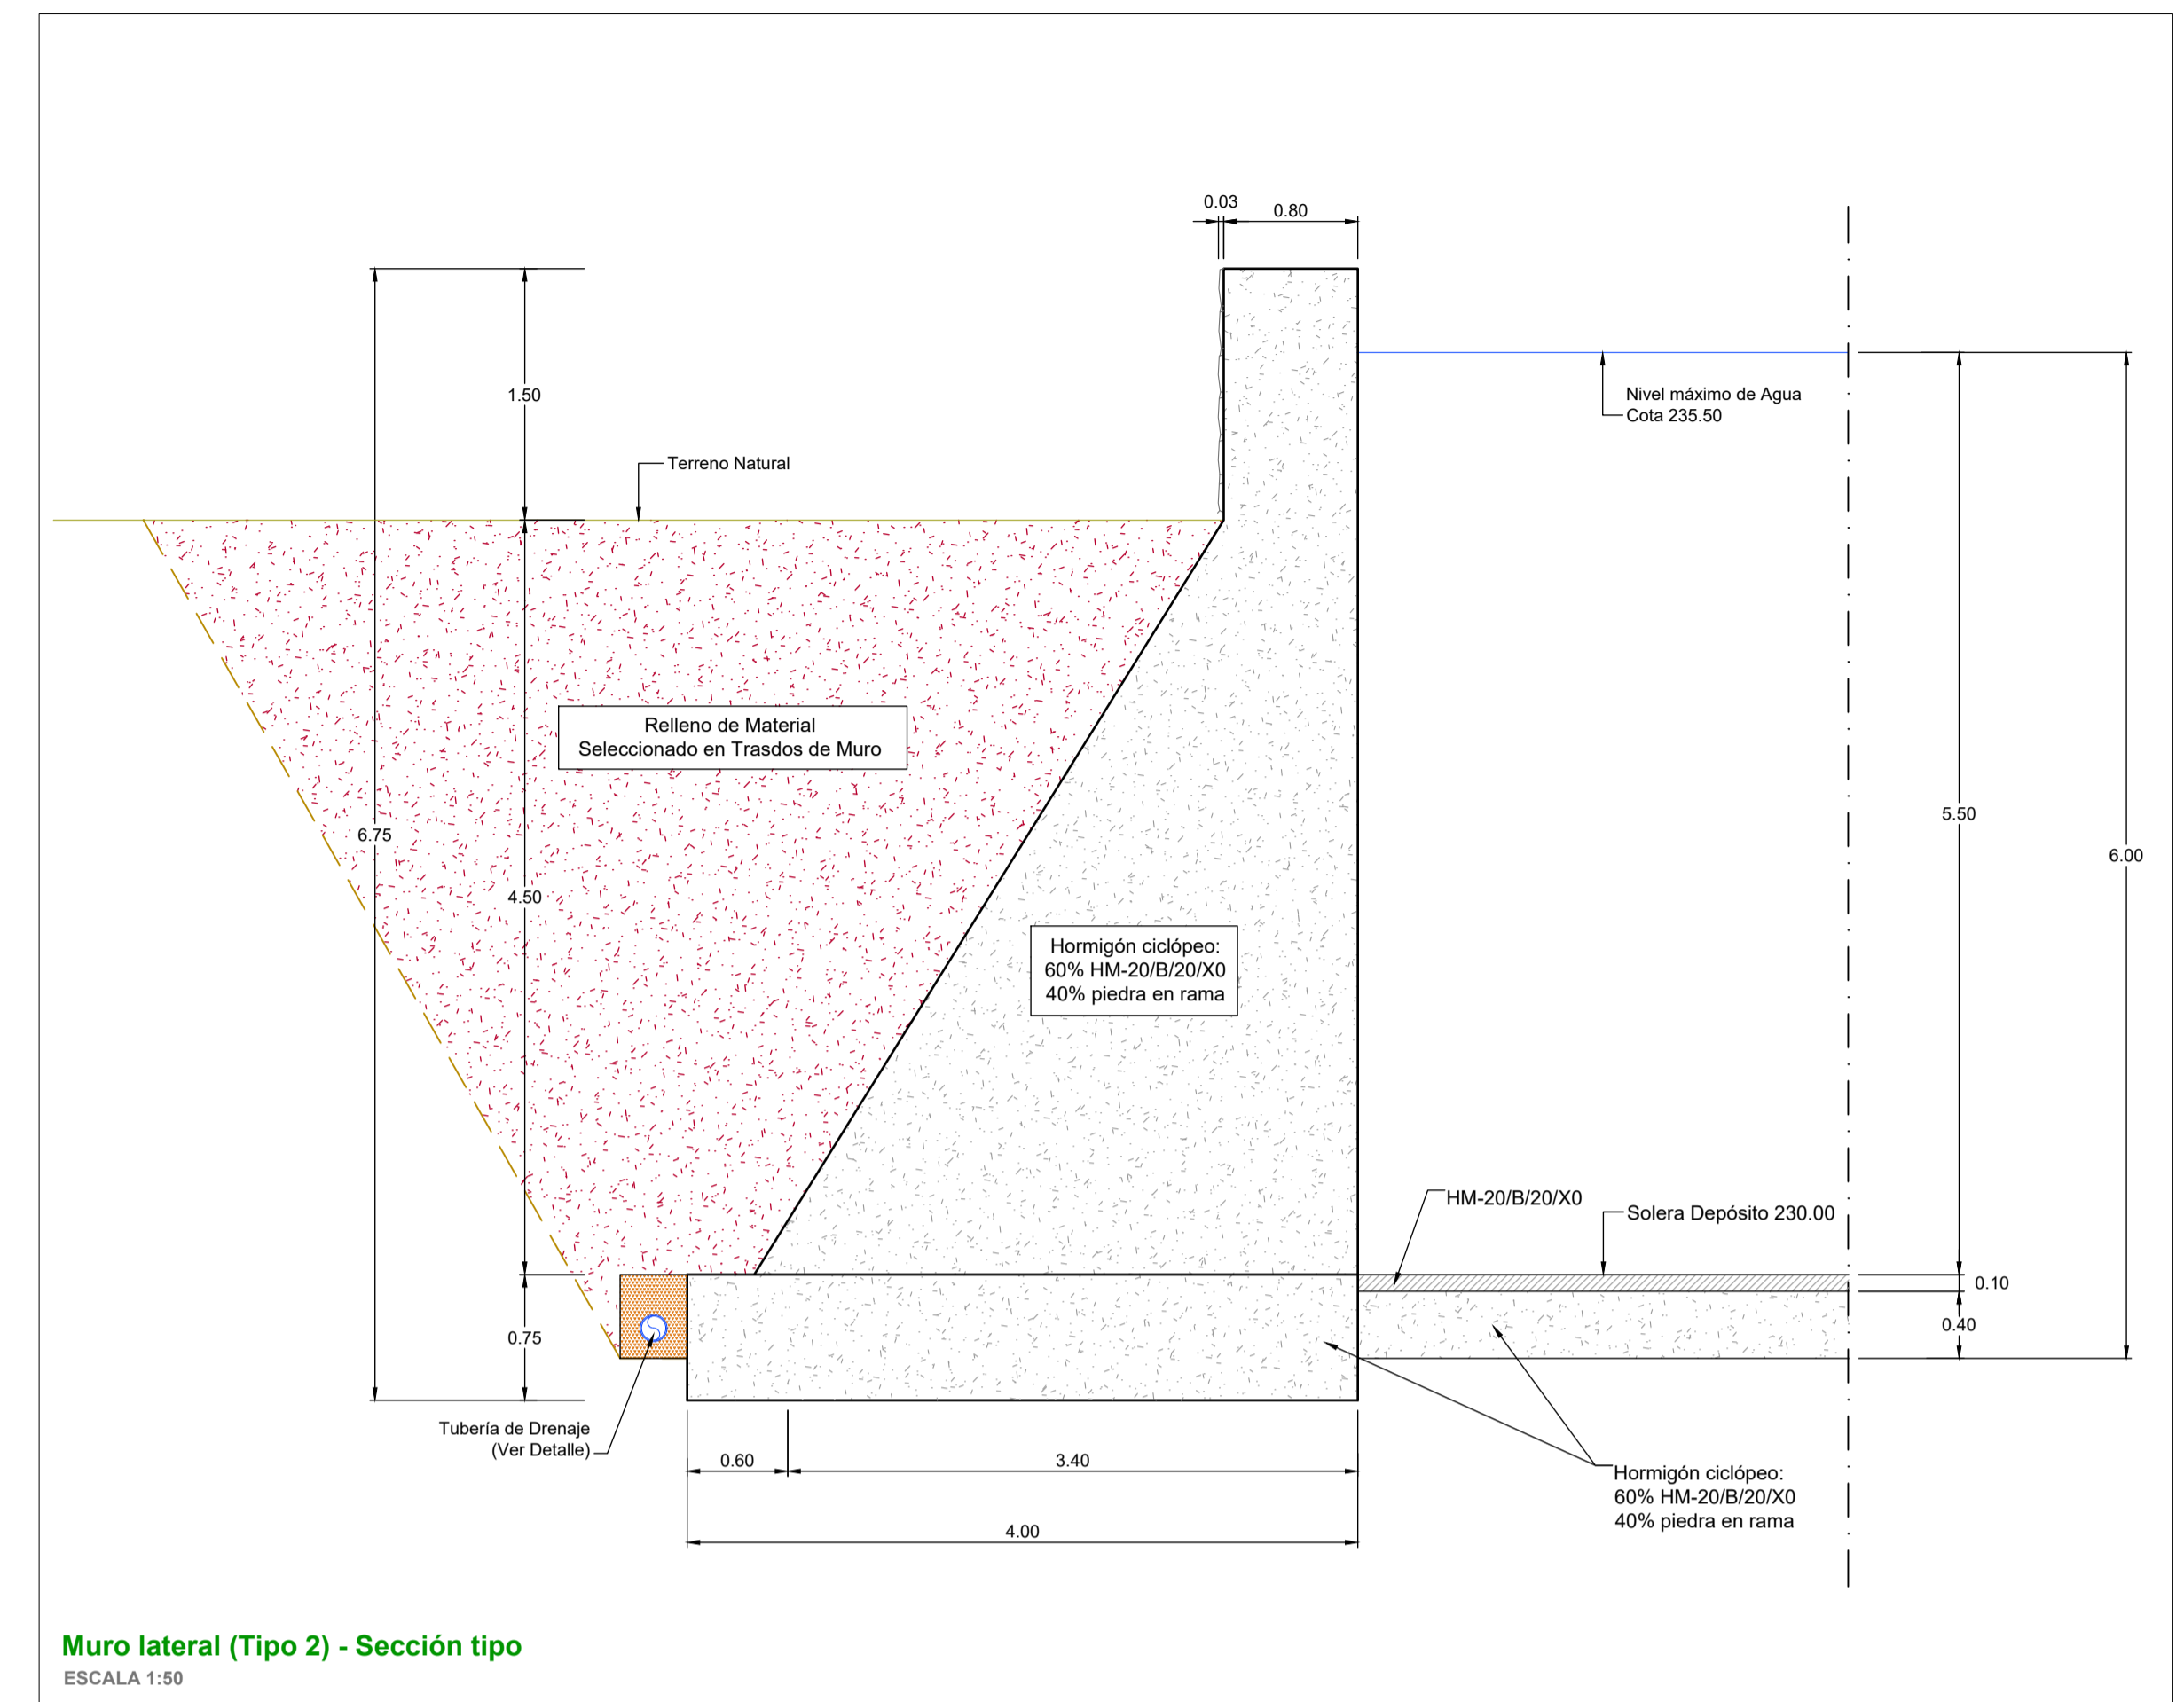 0.03
0.80
1.50
Nivel máximo de Agua
Cota 235.50
Terreno Natural
Relleno de Material
Seleccionado en Trasdos de Muro
5.50
6.75
6.00
4.50
Hormigón ciclópeo:
60% HM-20/B/20/X0
40% piedra en rama
HM-20/B/20/X0
Solera Depósito 230.00
0.10
0.40
0.75
Tubería de Drenaje
(Ver Detalle)
0.60
3.40
Hormigón ciclópeo:
60% HM-20/B/20/X0
40% piedra en rama
4.00
Muro lateral (Tipo 2) - Sección tipo
ESCALA 1:50